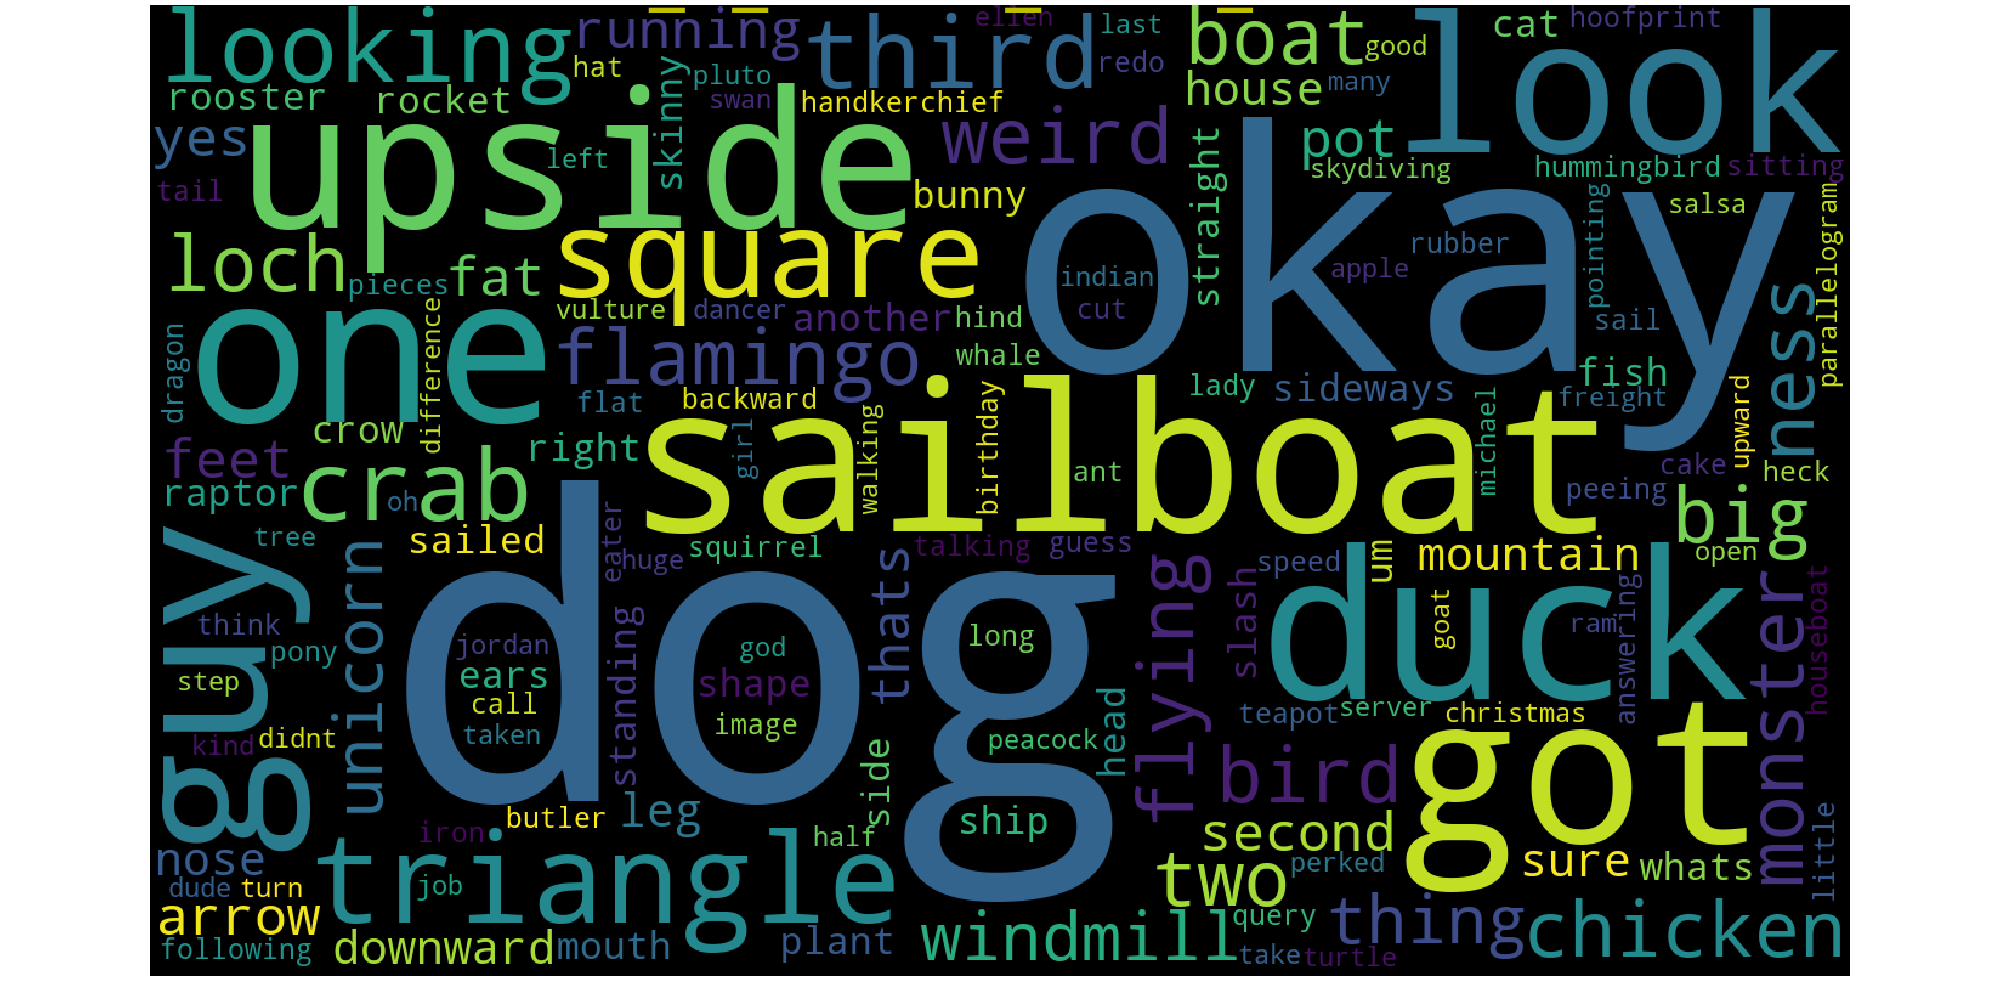 looking
running
ellen
third
last
boat
good
cat
hoofprint
look
hat
skinny
pluto
redo
house
many
rooster
rocket
swan
handkerchief
yes
upside
left
weird
straight
pot
skydiving
hummingbird
sitting
tail
bunny
okay
pointing
salsa
parallelogram
loch
pieces
fat
square
indian
rubber
apple
one
difference
vulture
dancer
another
hind
cut
sail
ness
dragon
flamingo
whale
fish
flat
backward
birthday
lady
sideways
michael
freight
upward
crow
girl
walking
sailboat
feet
right
ant
cake
heck
raptor
crab
oh
peeing
big
tree
sailed
eater
huge
squirrel
talking
guess
speed
um
mountain
open
guy
unicorn
dog
thats
flying
slash
duck
goat
answering
monster
houseboat
think
jordan
standing
god
long
ram
pony
ears
shape
step
call
image
head
teapot
server
christmas
kind
didnt
taken
side
peacock
bird
got
iron
butler
leg
half
ship
second
little
nose
triangle
two
perked
sure
whats
dude
turn
job
arrow
windmill
query
thing
chicken
following
downward
mouth
plant
take
turtle